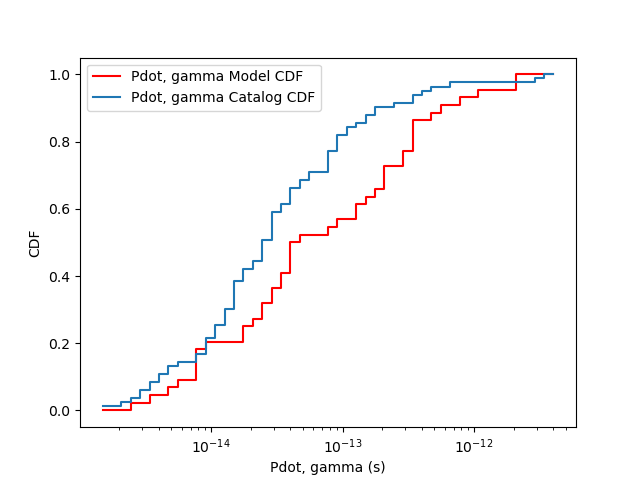 Pdot, gamma Model CDF
Pdot, gamma Catalog CDF
1.0
0.8
0.6
0.4
0.2
0.0
CDF
10⁻¹⁴ 10⁻¹³ 10⁻¹²
Pdot, gamma (s)